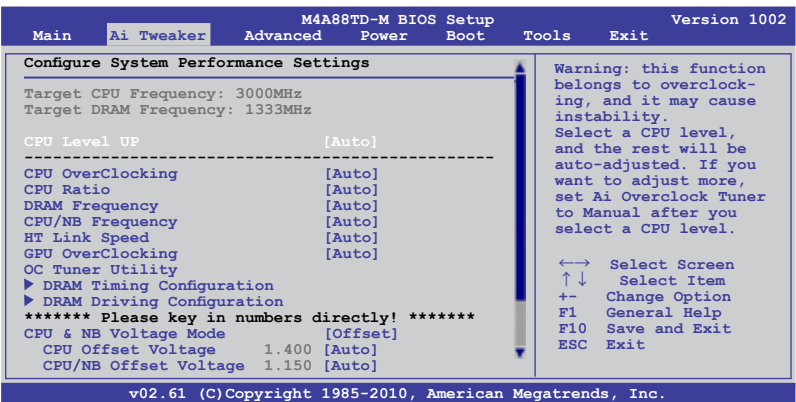 M4A88TD-M BIOS Setup Version 1002
Main Ai Tweaker Advanced Power Boot Tools Exit
Configure System Performance Settings
Target CPU Frequency: 3000MHz
Target DRAM Frequency: 1333MHz
CPU Level UP [Auto]
------------------------------------------------------
CPU OverClocking [Auto]
CPU Ratio [Auto]
DRAM Frequency [Auto]
CPU/NB Frequency [Auto]
HT Link Speed [Auto]
GPU OverClocking [Auto]
OC Tuner Utility
DRAM Timing Configuration
DRAM Driving Configuration
******* Please key in numbers directly! *******
CPU & NB Voltage Mode [Offset]
CPU Offset Voltage 1.400 [Auto]
CPU/NB Offset Voltage 1.150 [Auto]
Warning: this function
belongs to overclock-
ing, and it may cause
instability.
Select a CPU level,
and the rest will be
auto-adjusted. If you
want to adjust more,
set Ai Overclock Tuner
to Manual after you
select a CPU level.
←→ Select Screen
↑↓ Select Item
+- Change Option
F1 General Help
F10 Save and Exit
ESC Exit
v02.61 (C)Copyright 1985-2010, American Megatrends, Inc.